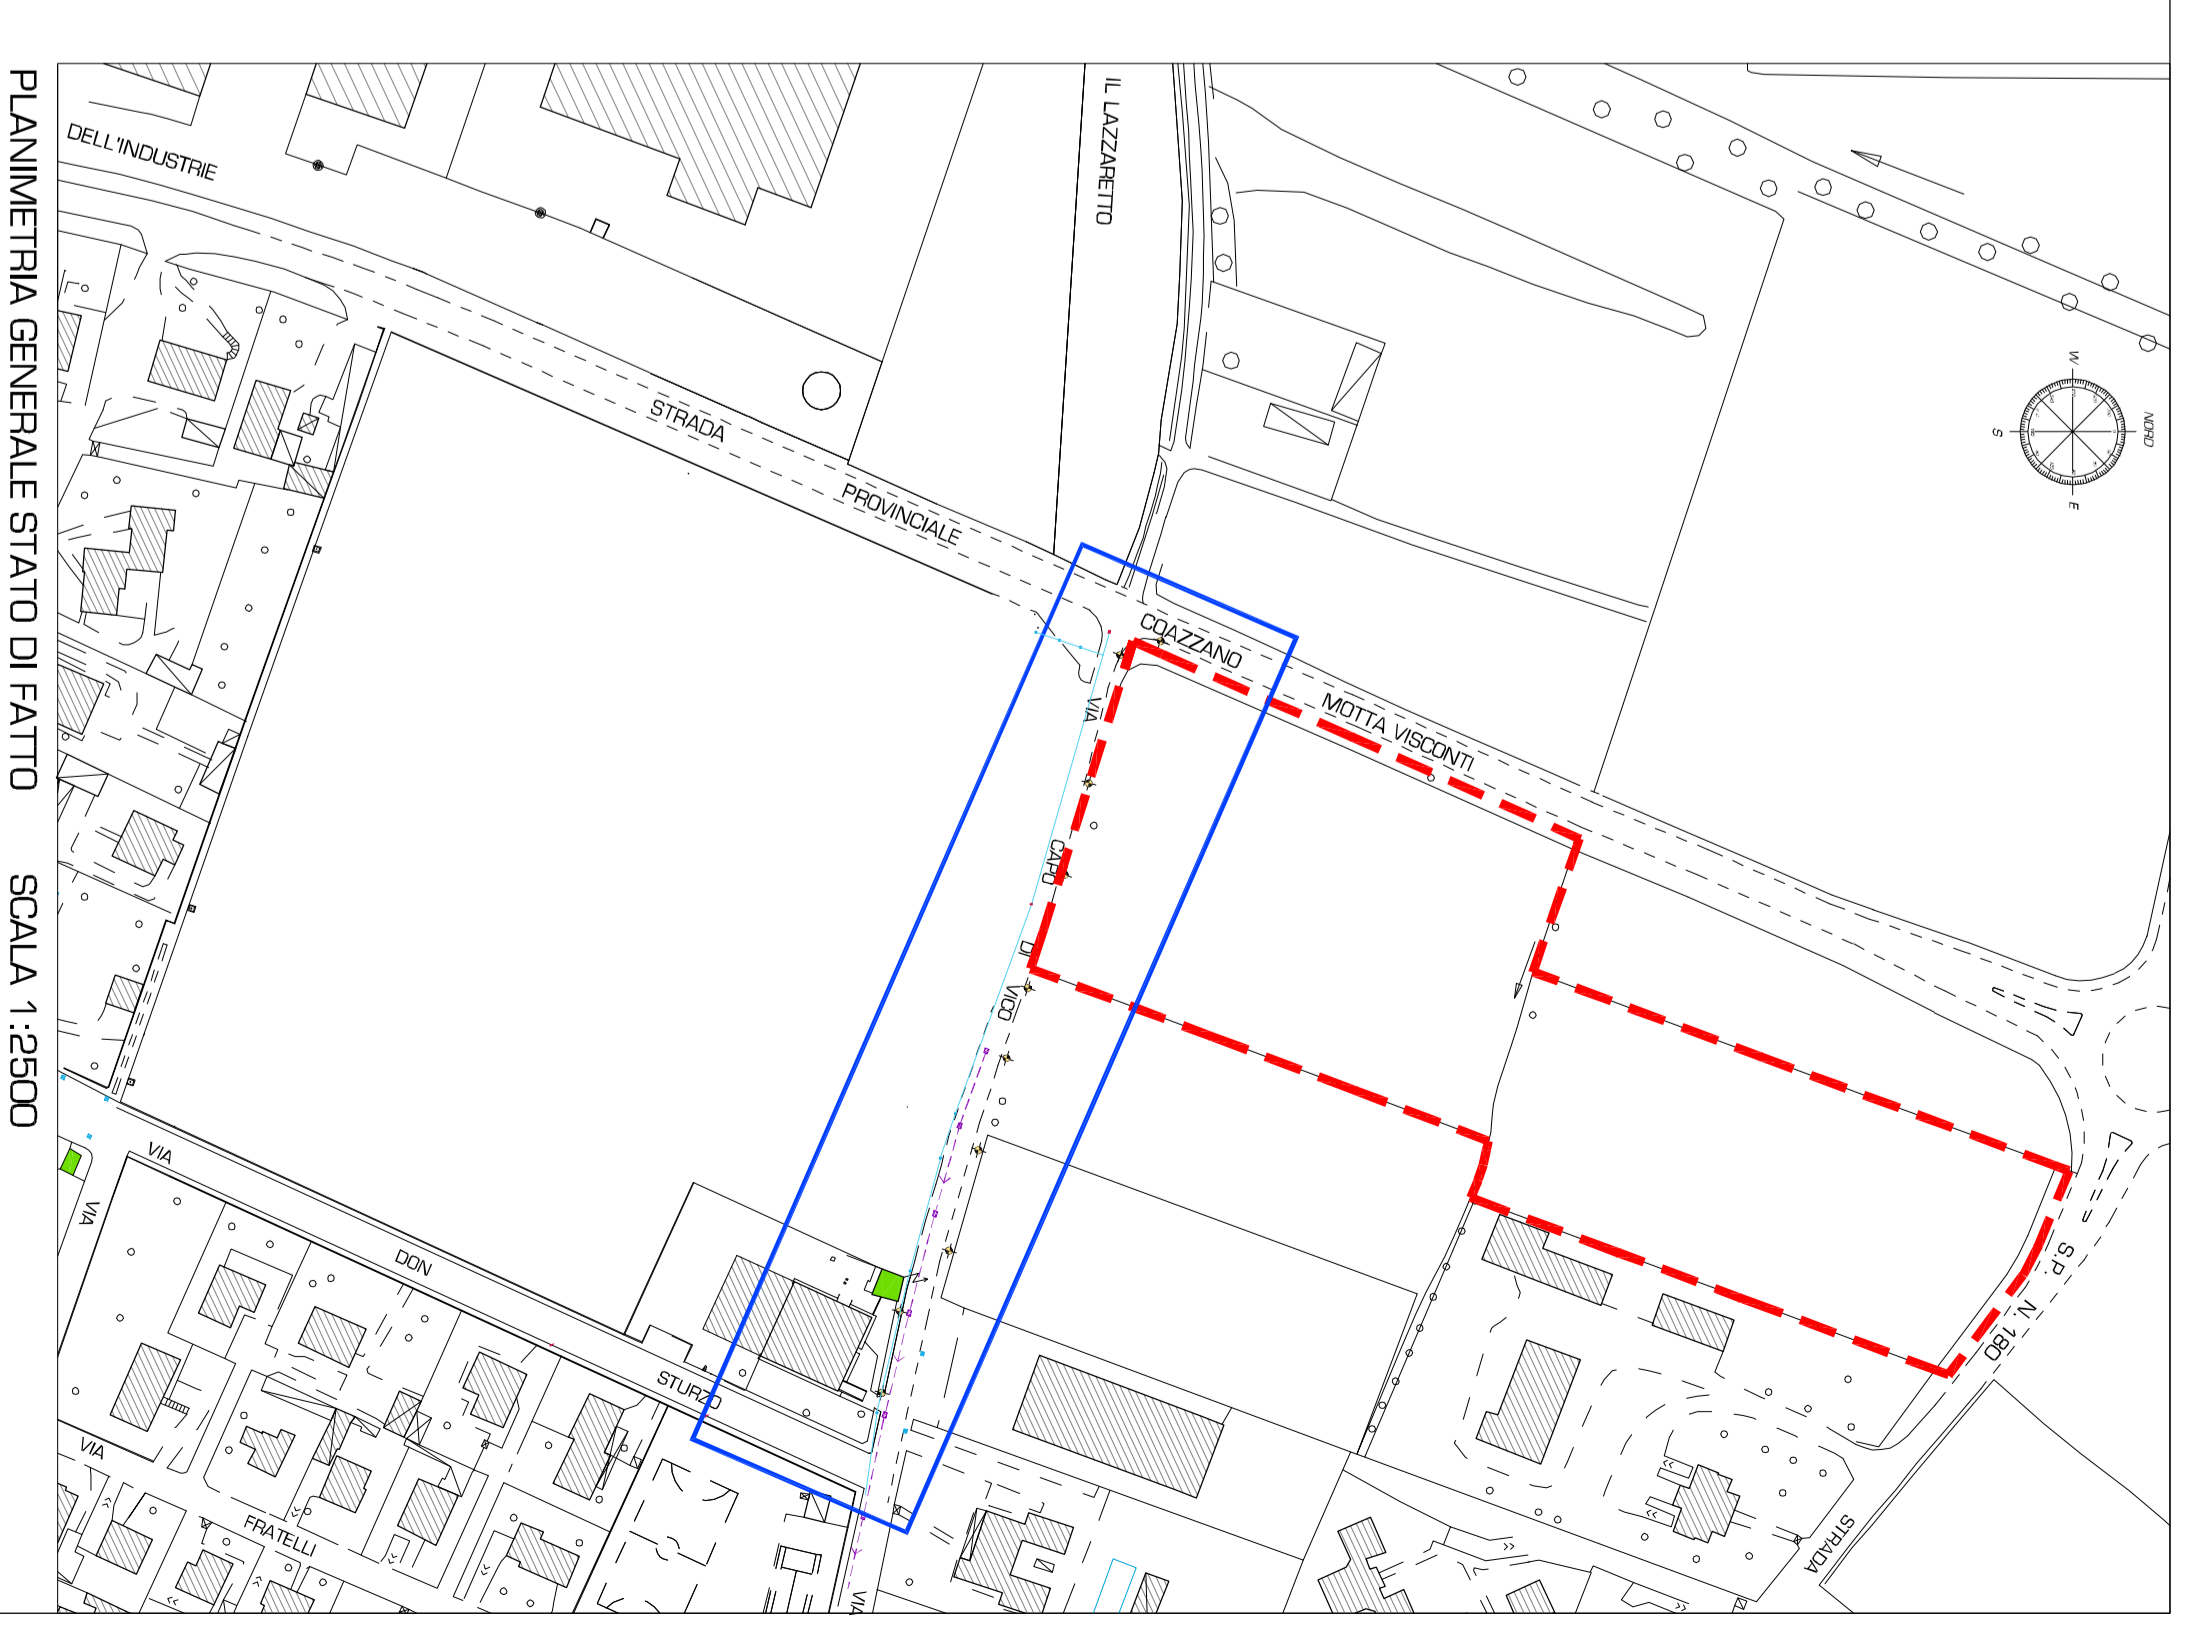 PLANIMETRIA GENERALE STATO DI FATTO SCALA 1:2500
DELL'INDUSTRIE
IL LAZZARETTO
STRADA
PROVINCIALE
COAZZANO
MOTTA VISCONTI
W
NORD
S
E
VIA
CAPO
DI
VICO
S.P. N. 180
STRADA
VIA
DON
STURZO
VIA
VIA
FRATELLI
VIA